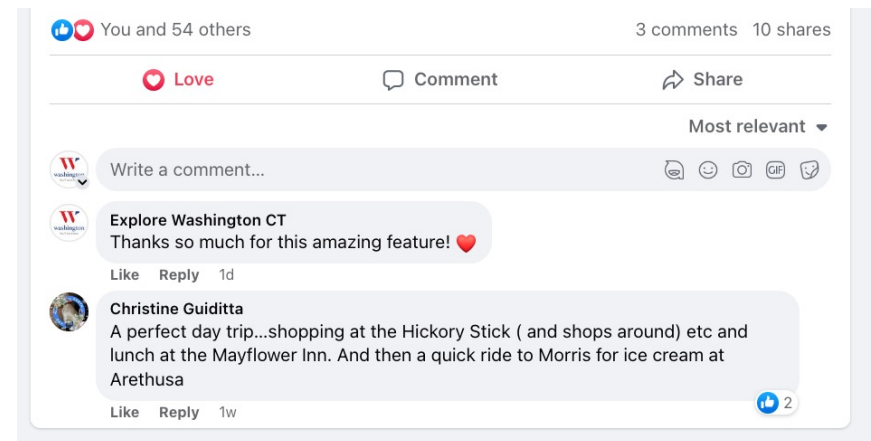 You and 54 others
3 comments 10 shares
Love
Comment
Share
Most relevant
W
washington
Write a comment...
GIF
W
washington
Explore Washington CT
Thanks so much for this amazing feature!
Like Reply 1d
Christine Guiditta
A perfect day trip...shopping at the Hickory Stick ( and shops around) etc and
lunch at the Mayflower Inn. And then a quick ride to Morris for ice cream at
Arethusa
2
Like Reply 1w